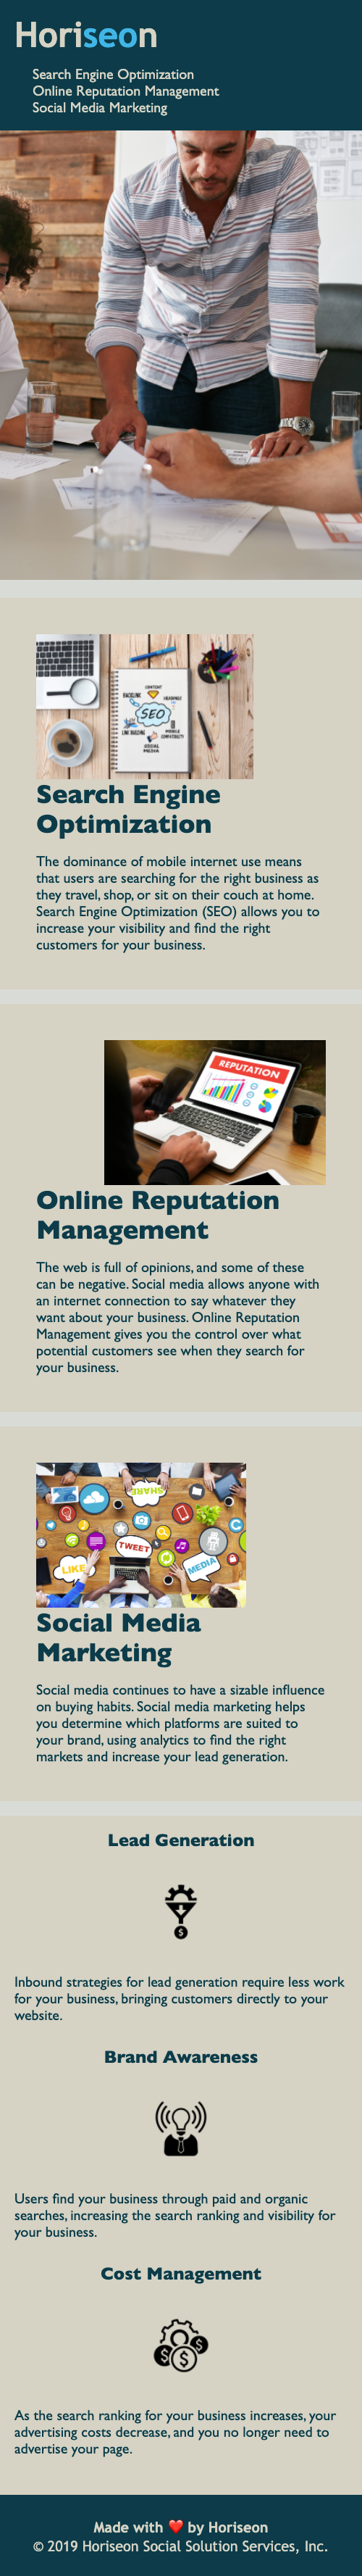 Horiseon
Search Engine Optimization
Online Reputation Management
Social Media Marketing
CONTENT
SEO
LINK BUILDING
SOCIAL
MEDIA
Search Engine
Optimization
The dominance of mobile internet use means
that users are searching for the right business as
they travel, shop, or sit on their couch at home.
Search Engine Optimization (SEO) allows you to
increase your visibility and find the right
customers for your business.
REPUTATION
Online Reputation
Management
The web is full of opinions, and some of these
can be negative. Social media allows anyone with
an internet connection to say whatever they
want about your business. Online Reputation
Management gives you the control over what
potential customers see when they search for
your business.
SHARE
TWEET
LIKE
MEDIA
Social Media
Marketing
Social media continues to have a sizable influence
on buying habits. Social media marketing helps
you determine which platforms are suited to
your brand, using analytics to find the right
markets and increase your lead generation.
Lead Generation
$
Inbound strategies for lead generation require less work
for your business, bringing customers directly to your
website.
Brand Awareness
Users find your business through paid and organic
searches, increasing the search ranking and visibility for
your business.
Cost Management
$ $ $
As the search ranking for your business increases, your
advertising costs decrease, and you no longer need to
advertise your page.
Made with ❤️ by Horiseon
© 2019 Horiseon Social Solution Services, Inc.